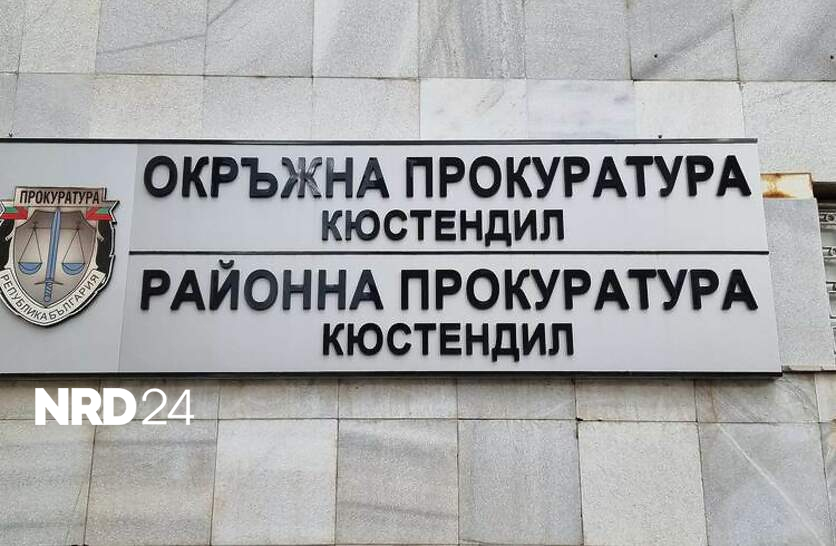 ОКРЪЖНА ПРОКУРАТУРА
КЮСТЕНДИЛ
ПРОКУРАТУРА
РЕПУБЛИКА БЪЛГАРИЯ
РАЙОННА ПРОКУРАТУРА
КЮСТЕНДИЛ
NRD24